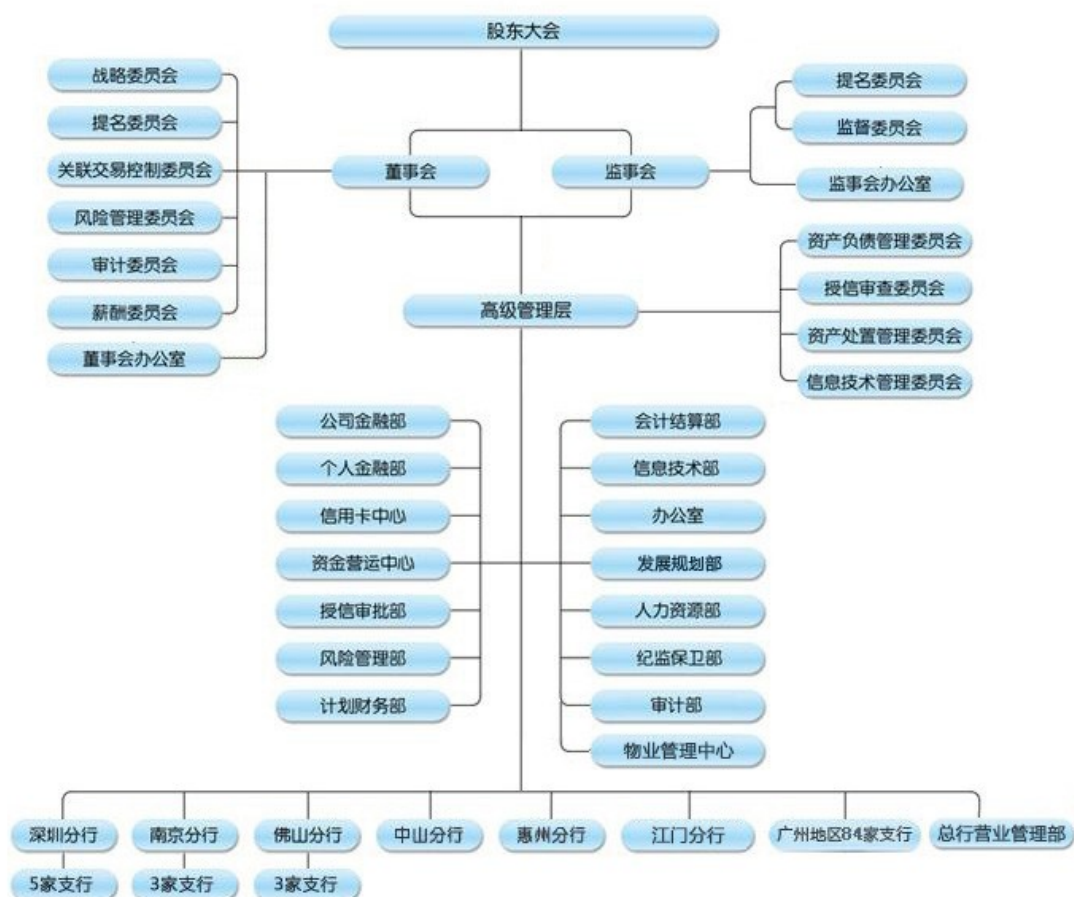 股东大会
战略委员会
提名委员会
关联交易控制委员会
风险管理委员会
审计委员会
薪酬委员会
董事会办公室
董事会
监事会
提名委员会
监督委员会
监事会办公室
高级管理层
资产负债管理委员会
授信审查委员会
资产处置管理委员会
信息技术管理委员会
公司金融部
个人金融部
信用卡中心
资金营运中心
授信审批部
风险管理部
计划财务部
会计结算部
信息技术部
办公室
发展规划部
人力资源部
纪监保卫部
审计部
物业管理中心
深圳分行
南京分行
佛山分行
中山分行
惠州分行
江门分行
广州地区84家支行
总行营业管理部
5家支行
3家支行
3家支行